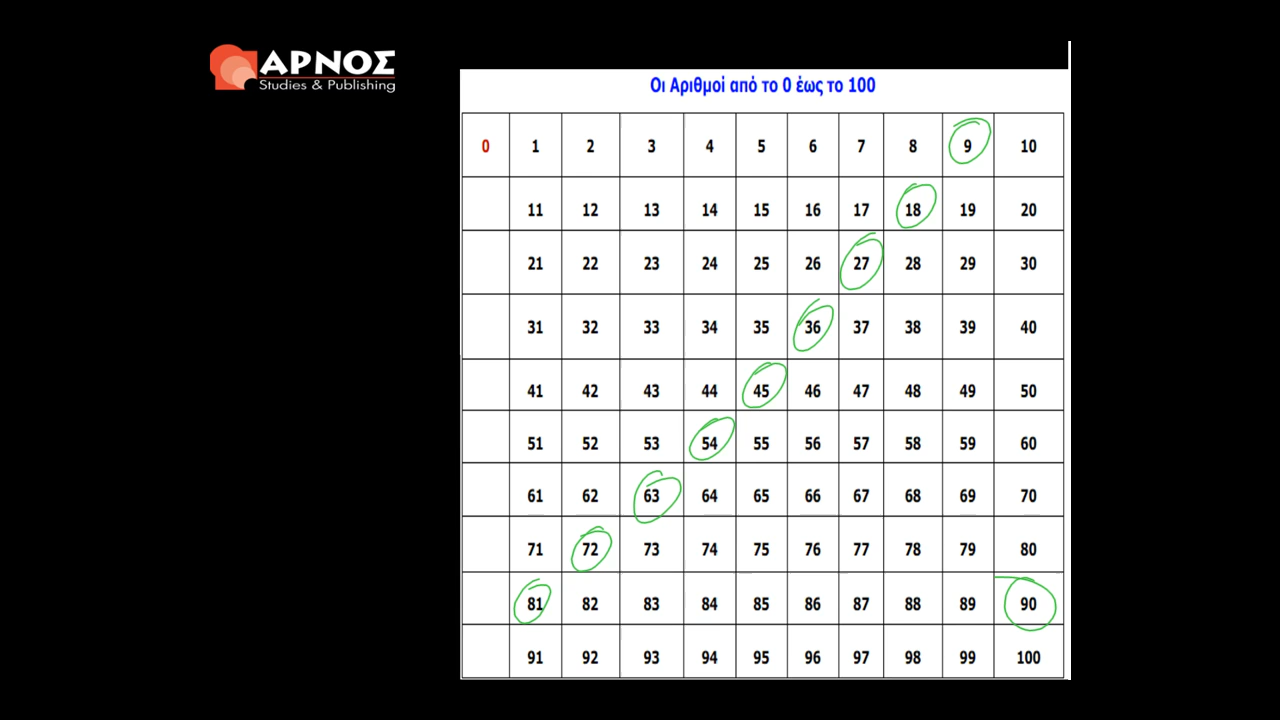 ΑΡΝΟΣ
Studies & Publishing
Οι Αριθμοί από το 0 έως το 100
0 1 2 3 4 5 6 7 8 9 10
11 12 13 14 15 16 17 18 19 20
21 22 23 24 25 26 27 28 29 30
31 32 33 34 35 36 37 38 39 40
41 42 43 44 45 46 47 48 49 50
51 52 53 54 55 56 57 58 59 60
61 62 63 64 65 66 67 68 69 70
71 72 73 74 75 76 77 78 79 80
81 82 83 84 85 86 87 88 89 90
91 92 93 94 95 96 97 98 99 100